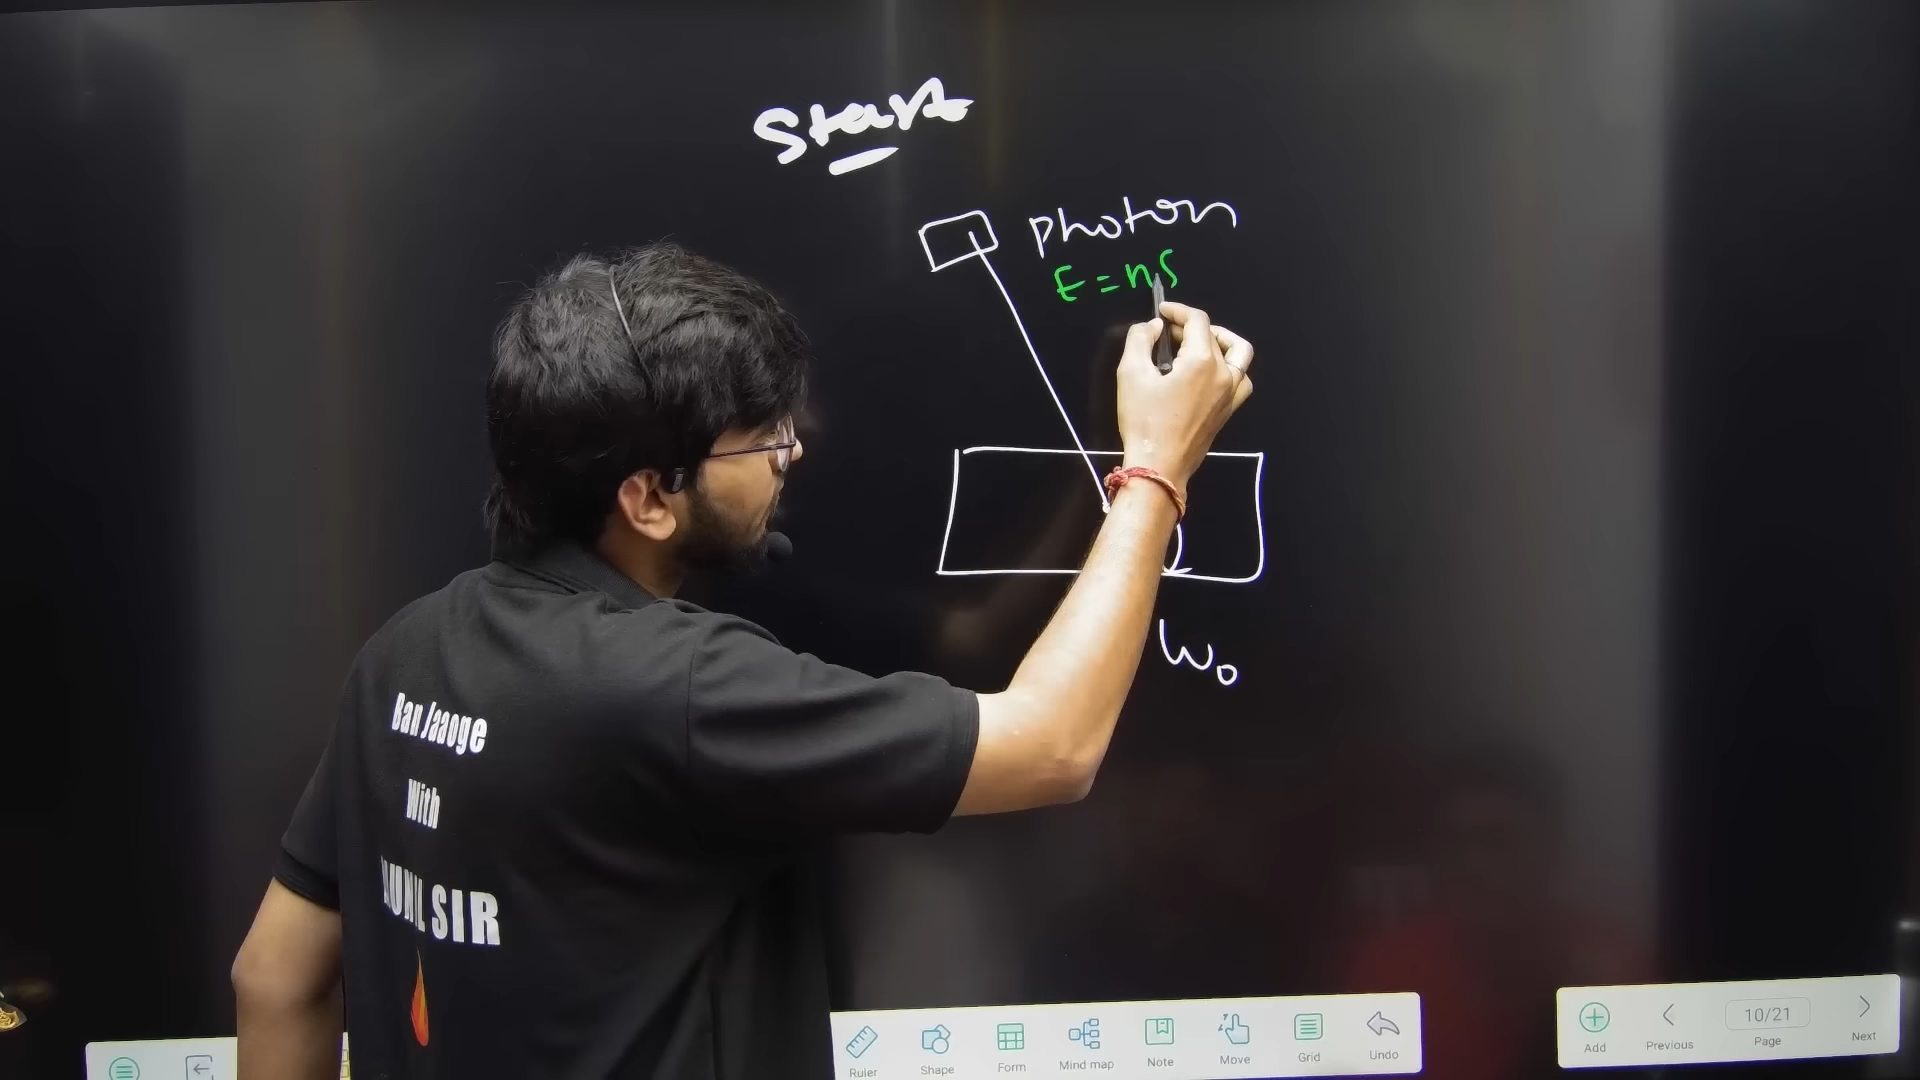 Start
photon
E = n
W₀
Ban Jaaoge
With
SIR
Ruler
Shape
Form
Mind map
Note
Move
Grid
Undo
Add
Previous
10/21
Page
Next